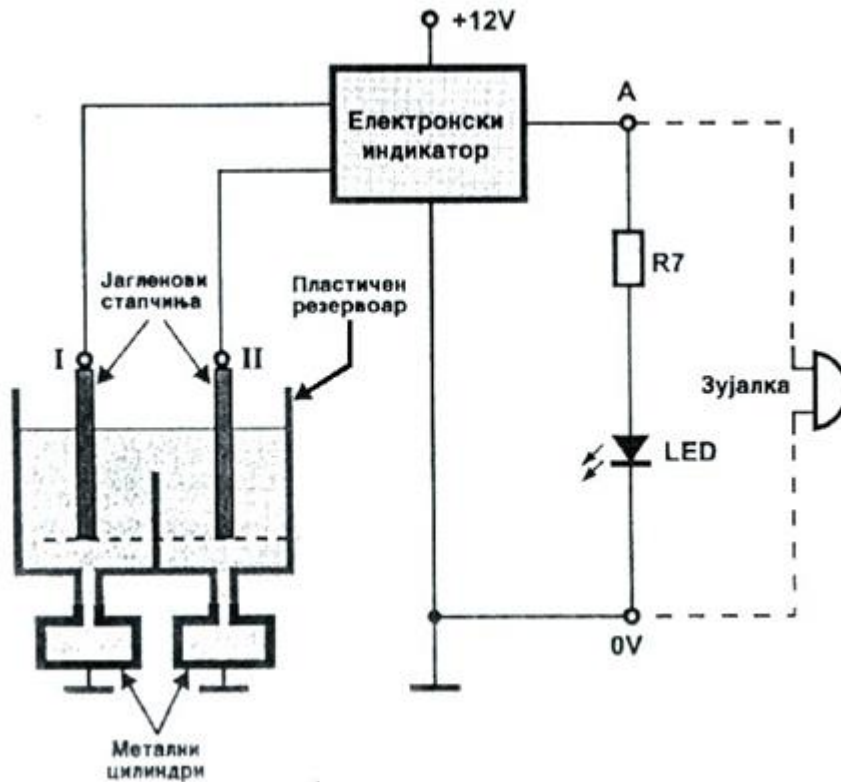 +12V
Електронски
индикатор
A
R7
Јагленови
стапчиња
Пластичен
резервоар
I
II
Зујалка
LED
0V
Метални
цилиндри